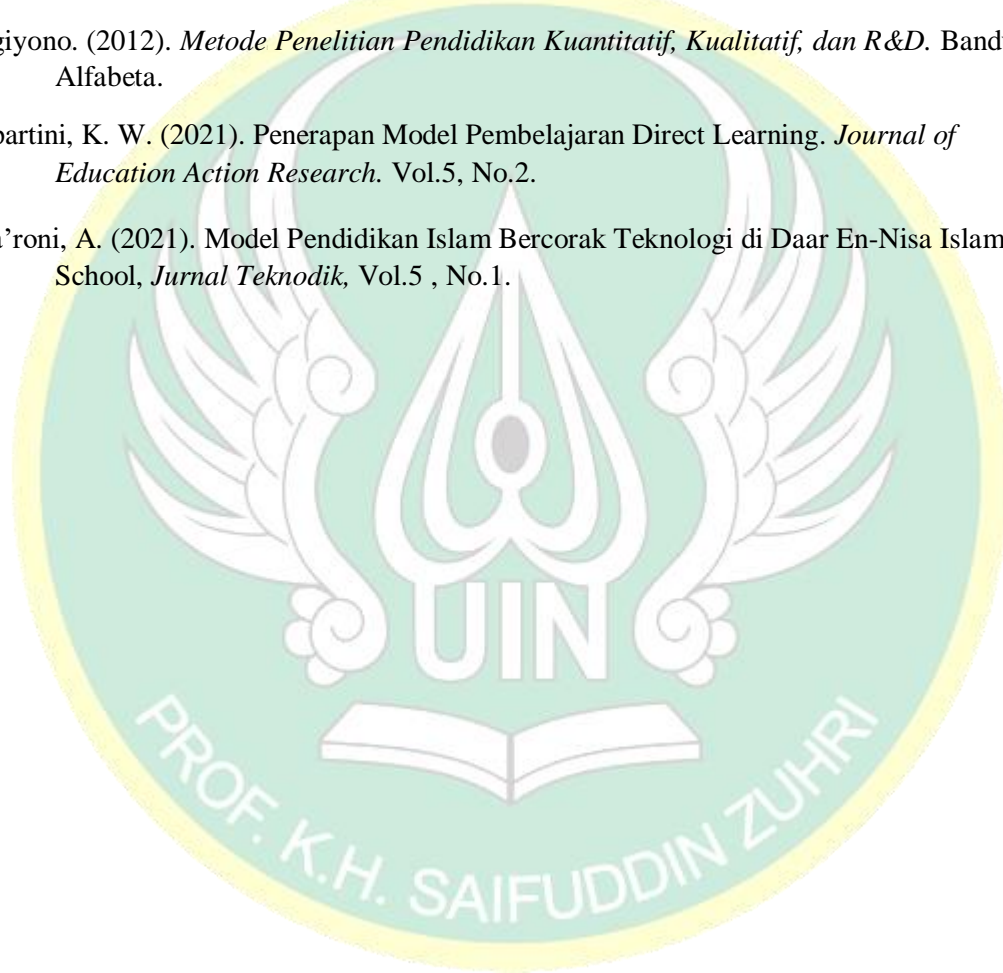 giyono. (2012). Metode Penelitian Pendidikan Kuantitatif, Kualitatif, dan R&D. Band
Alfabeta.
partini, K. W. (2021). Penerapan Model Pembelajaran Direct Learning. Journal of
Education Action Research. Vol.5, No.2.
a’roni, A. (2021). Model Pendidikan Islam Bercorak Teknologi di Daar En-Nisa Islam
School, Jurnal Teknodik, Vol.5 , No.1.
UIN
PROF. K.H. SAIFUDDIN ZUHRI